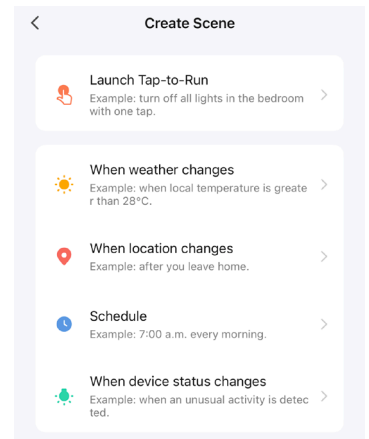 Create Scene
Launch Tap-to-Run
Example: turn off all lights in the bedroom
with one tap.
When weather changes
Example: when local temperature is greate
r than 28°C.
When location changes
Example: after you leave home.
Schedule
Example: 7:00 a.m. every morning.
When device status changes
Example: when an unusual activity is detec
ted.